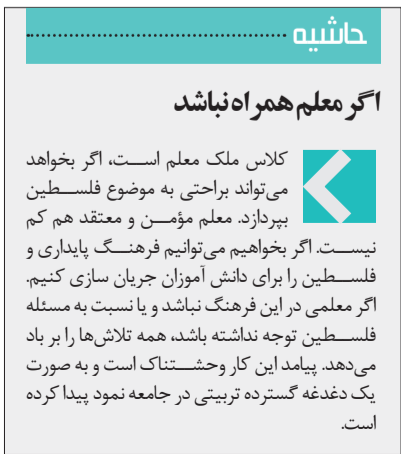 حاشیه
اگر معلم همراه نباشد
کلاس ملک معلم است، اگر بخواهد
می‌تواند براحتی به موضوع فلسطین
بپردازد. معلم مؤمن و معتقد هم کم
نیست. اگر بخواهیم می‌توانیم فرهنگ پایداری و
فلسطین را برای دانش آموزان جریان سازی کنیم.
اگر معلمی در این فرهنگ نباشد و یا نسبت به مسئله
فلسطین توجه نداشته باشد، همه تلاش‌ها را بر باد
می‌دهد. پیامد این کار وحشتناک است و به صورت
یک دغدغه گسترده تربیتی در جامعه نمود پیدا کرده
است.